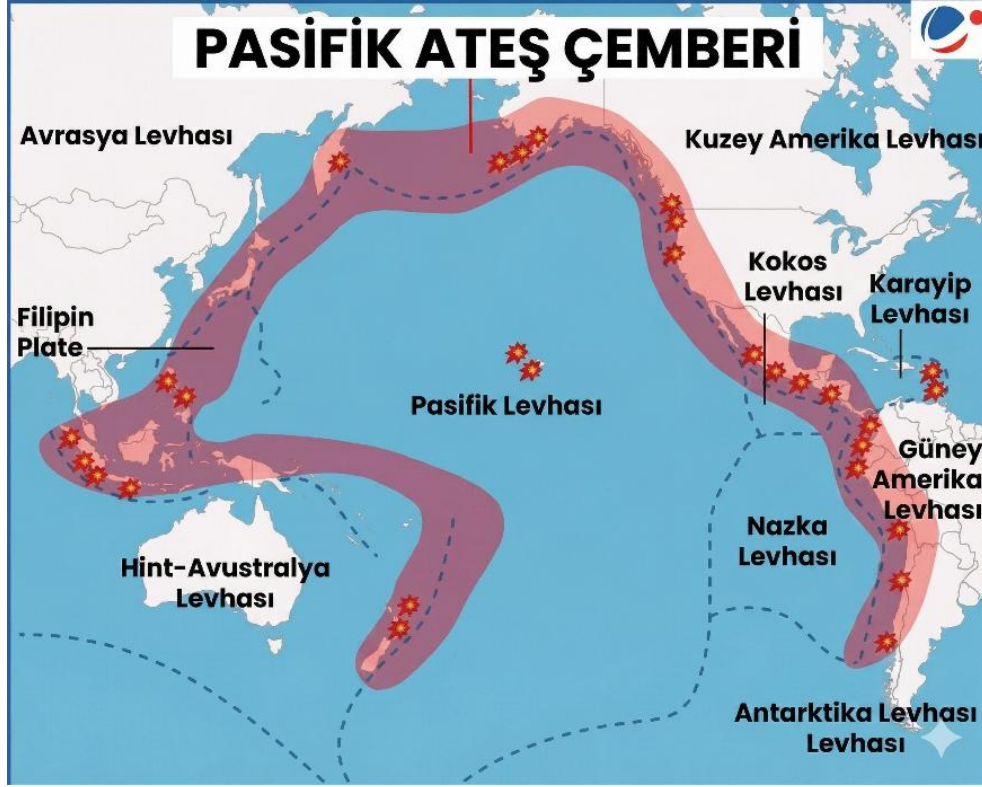 PASİFİK ATEŞ ÇEMBERİ
Avrasya Levhası
Kuzey Amerika Levhası
Kokos
Levhası
Karayip
Levhası
Filipin
Plate
Pasifik Levhası
Güney
Amerika
Levhası
Nazka
Levhası
Hint-Avustralya
Levhası
Antarktika Levhası
Levhası